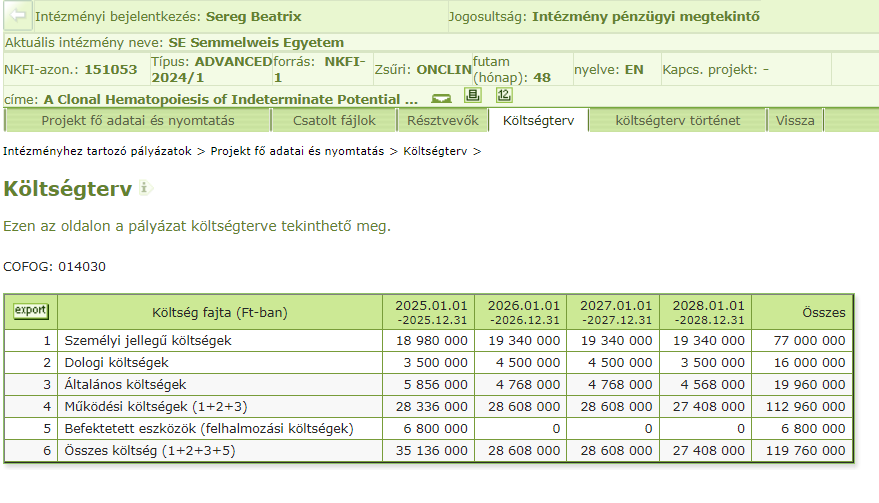 Intézményi bejelentkezés: Sereg Beatrix Jogosultság: Intézmény pénzügyi megtekintő
Aktuális intézmény neve: SE Semmelweis Egyetem
NKFI-azon.: 151053 Típus: ADVANCED-2024/1 forrás: NKFI-1 Zsűri: ONCLIN futam (hónap): 48 nyelve: EN Kapcs. projekt: -
címe: A Clonal Hematopoiesis of Indeterminate Potential ... 12
Projekt fő adatai és nyomtatás Csatolt fájlok Résztvevők Költségterv költségterv történet Vissza
Intézményhez tartozó pályázatok > Projekt fő adatai és nyomtatás > Költségterv >
Költségterv i
Ezen az oldalon a pályázat költségterve tekinthető meg.
COFOG: 014030
export Költség fajta (Ft-ban) 2025.01.01 -2025.12.31 2026.01.01 -2026.12.31 2027.01.01 -2027.12.31 2028.01.01 -2028.12.31 Összes
1 Személyi jellegű költségek 18 980 000 19 340 000 19 340 000 19 340 000 77 000 000
2 Dologi költségek 3 500 000 4 500 000 4 500 000 3 500 000 16 000 000
3 Általános költségek 5 856 000 4 768 000 4 768 000 4 568 000 19 960 000
4 Működési költségek (1+2+3) 28 336 000 28 608 000 28 608 000 27 408 000 112 960 000
5 Befektetett eszközök (felhalmozási költségek) 6 800 000 0 0 0 6 800 000
6 Összes költség (1+2+3+5) 35 136 000 28 608 000 28 608 000 27 408 000 119 760 000